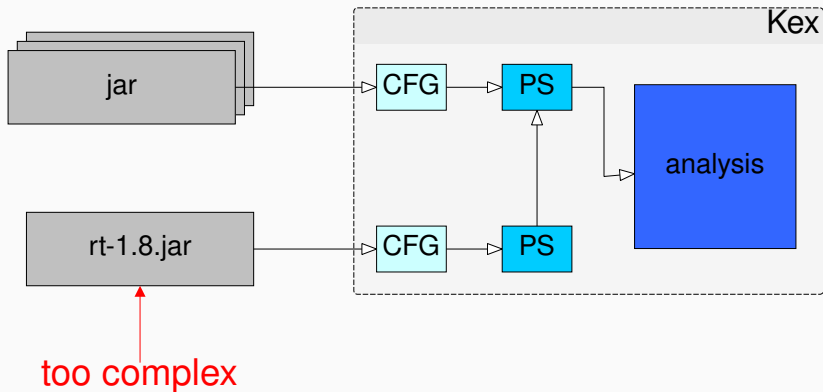 Kex
jar
CFG
PS
analysis
rt-1.8.jar
CFG
PS
too complex